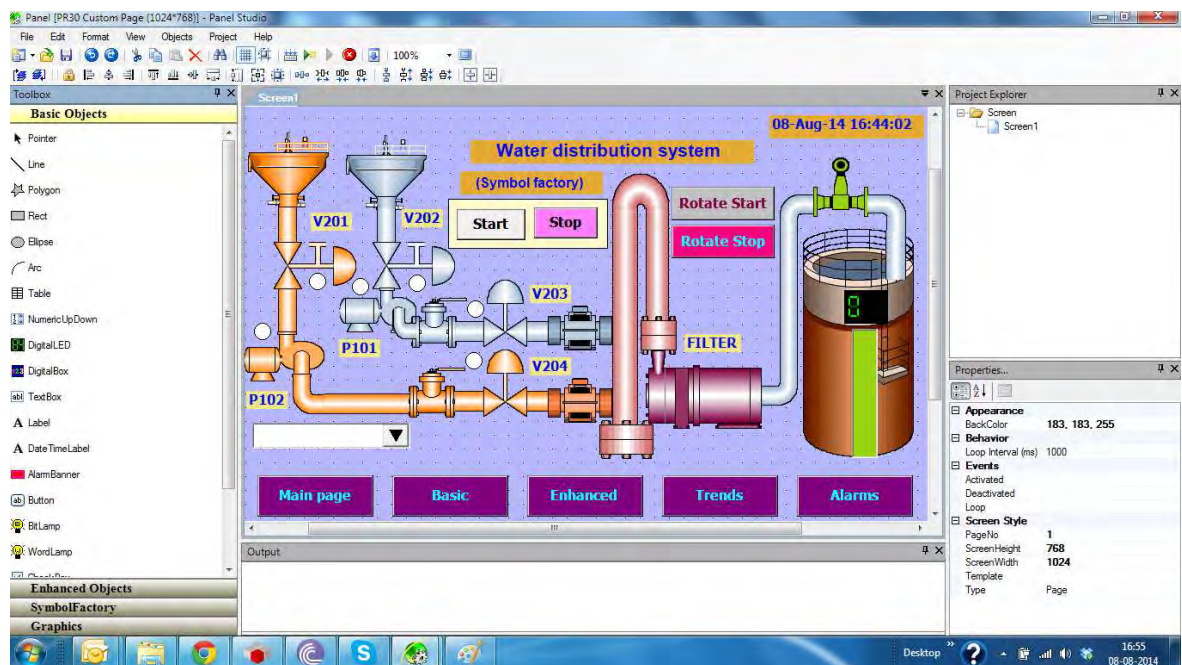 Panel [PR30 Custom Page (1024*768)] - Panel Studio
File Edit Format View Objects Project Help
100%
Toolbox
Basic Objects
Pointer
Line
Polygon
Rect
Ellipse
Arc
Table
NumericUpDown
DigitalLED
DigitalBox
TextBox
Label
DateTimeLabel
AlarmBanner
Button
BitLamp
WordLamp
Enhanced Objects
SymbolFactory
Graphics
Screen1
08-Aug-14 16:44:02
Water distribution system
(Symbol factory)
Start
Stop
Rotate Start
Rotate Stop
V201
V202
V203
V204
P101
P102
FILTER
0
Main page
Basic
Enhanced
Trends
Alarms
Output
Project Explorer
Screen
Screen1
Properties...
Appearance
BackColor 183, 183, 255
Behavior
Loop Interval (ms) 1000
Events
Activated
Deactivated
Loop
Screen Style
PageNo 1
ScreenHeight 768
ScreenWidth 1024
Template
Type Page
Desktop
16:55
08-08-2014